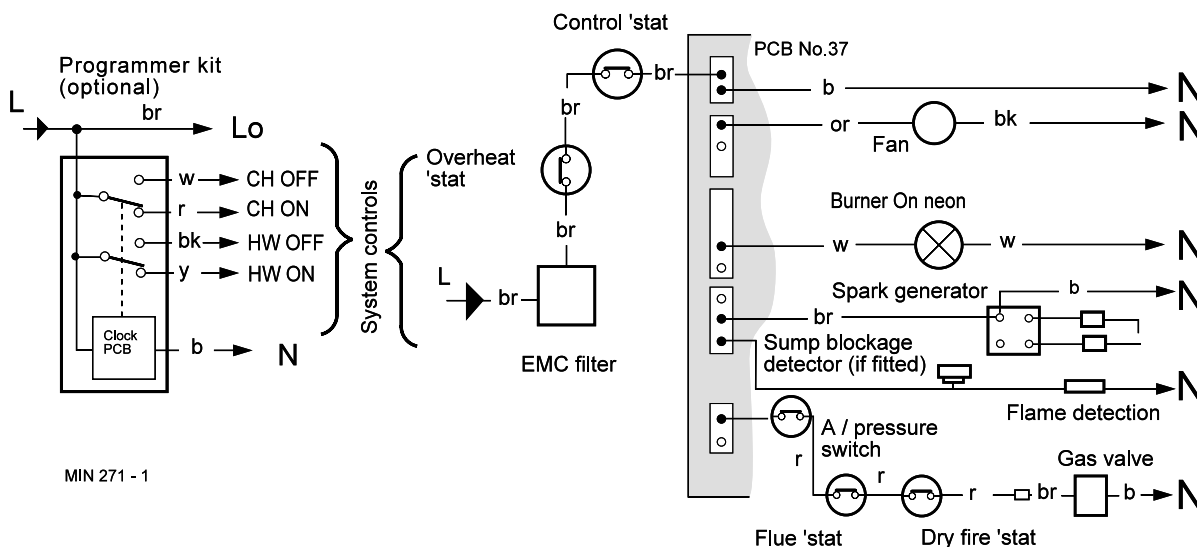 Control 'stat
PCB No.37
Programmer kit
(optional)
L
br
Lo
br
br
b
N
or
Fan
bk
N
Overheat
'stat
w
CH OFF
r
CH ON
bk
HW OFF
y
HW ON
System controls
br
Burner On neon
w
w
N
L
br
EMC filter
Clock
PCB
b
N
Spark generator
b
N
br
Sump blockage
detector (if fitted)
Flame detection
N
A / pressure
switch
r
r
r
br
Gas valve
b
N
Flue 'stat
Dry fire 'stat
MIN 271 - 1